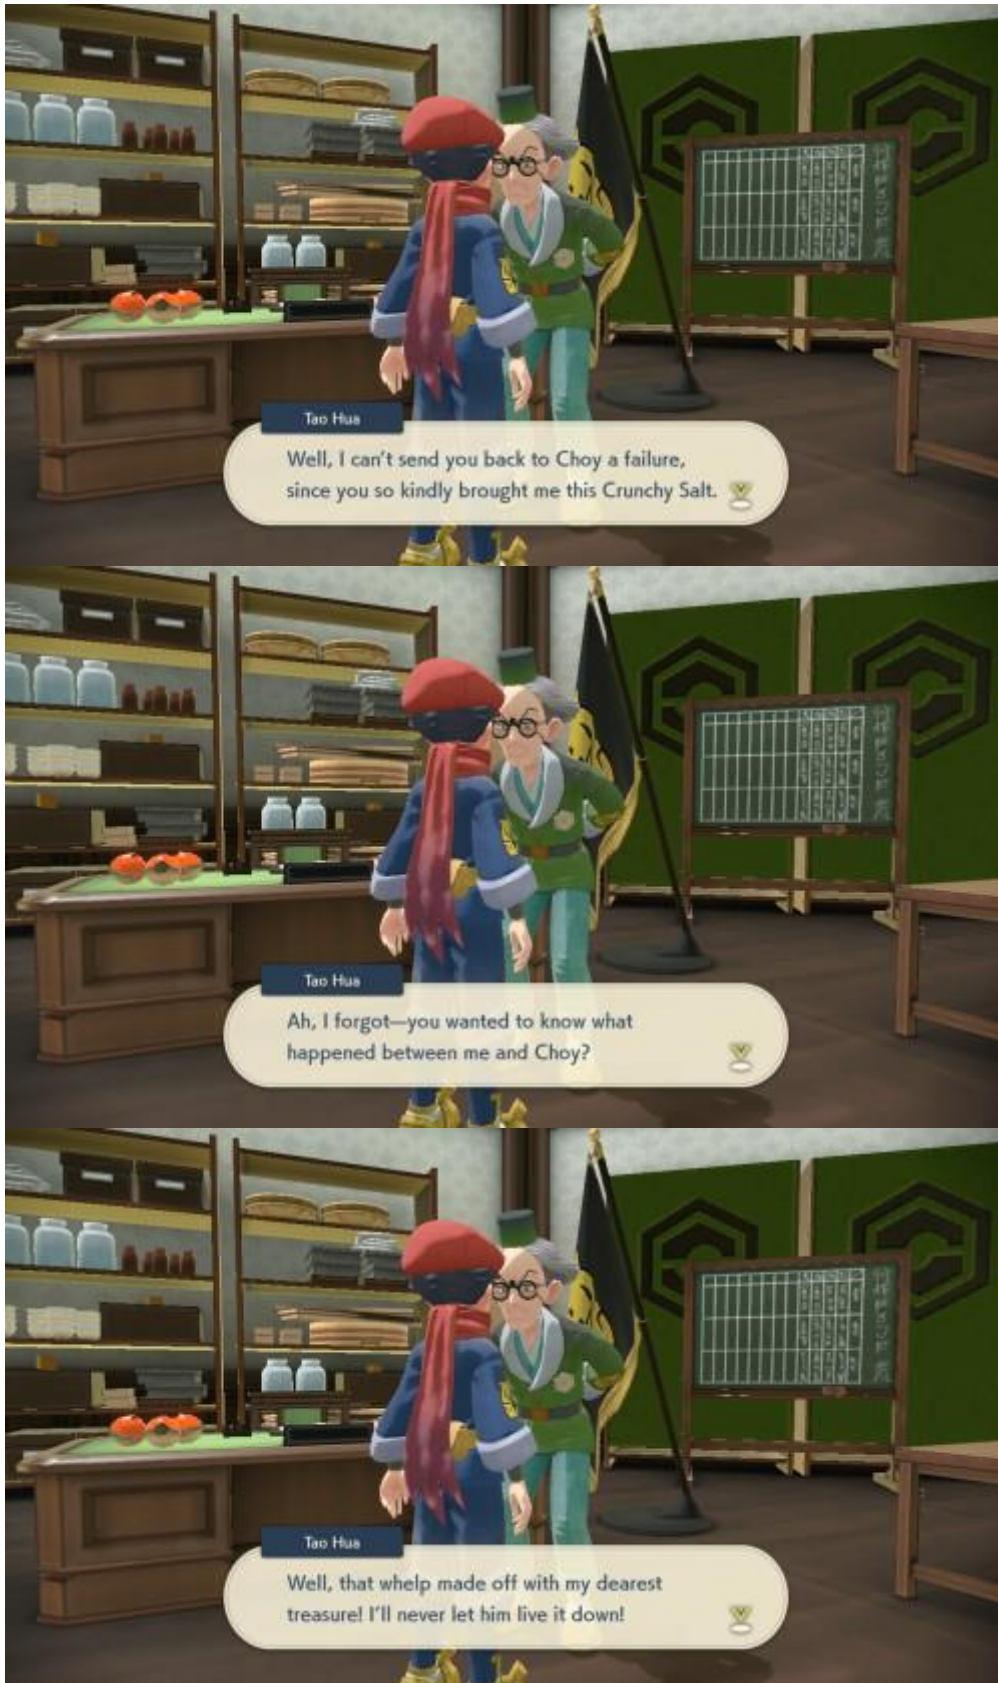 Tao Hua
Well, I can't send you back to Choy a failure,
since you so kindly brought me this Crunchy Salt.
Tao Hua
Ah, I forgot—you wanted to know what
happened between me and Choy?
Tao Hua
Well, that whelp made off with my dearest
treasure! I'll never let him live it down!